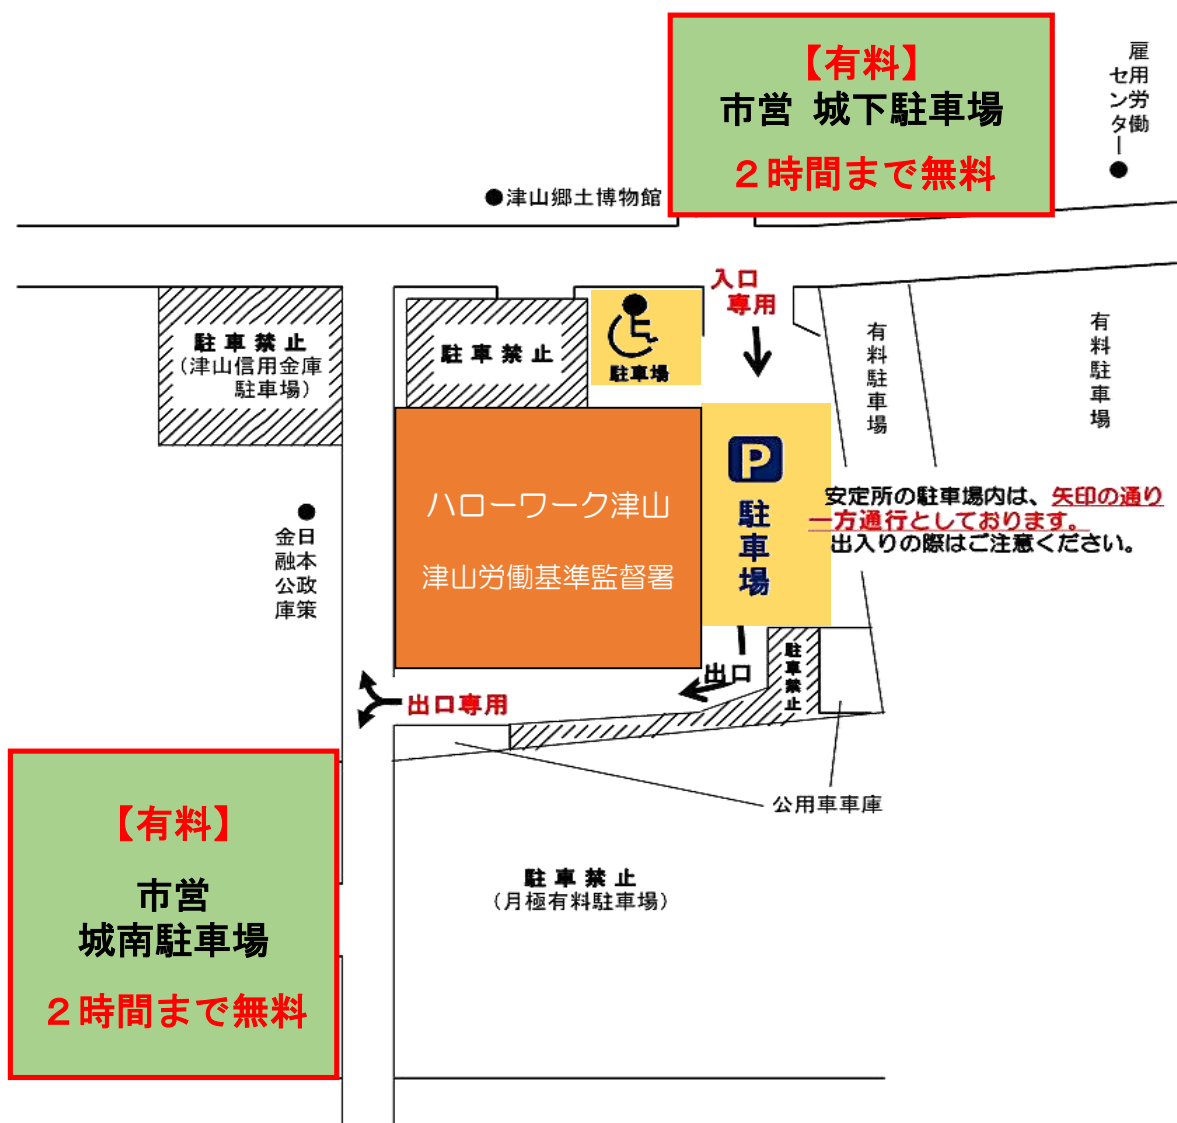 【有料】
市営 城下駐車場
２時間まで無料
雇用労働
センター
●津山郷土博物館
入口
専用
駐車禁止
(津山信用金庫
駐車場)
駐車禁止
駐車場
有料駐車場
有料駐車場
P
駐車場
ハローワーク津山
津山労働基準監督署
安定所の駐車場内は、矢印の通り
一方通行としております。
出入りの際はご注意ください。
日本政策
金融公庫
駐車禁止
出口
出口専用
公用車車庫
【有料】
市営
城南駐車場
２時間まで無料
駐車禁止
(月極有料駐車場)